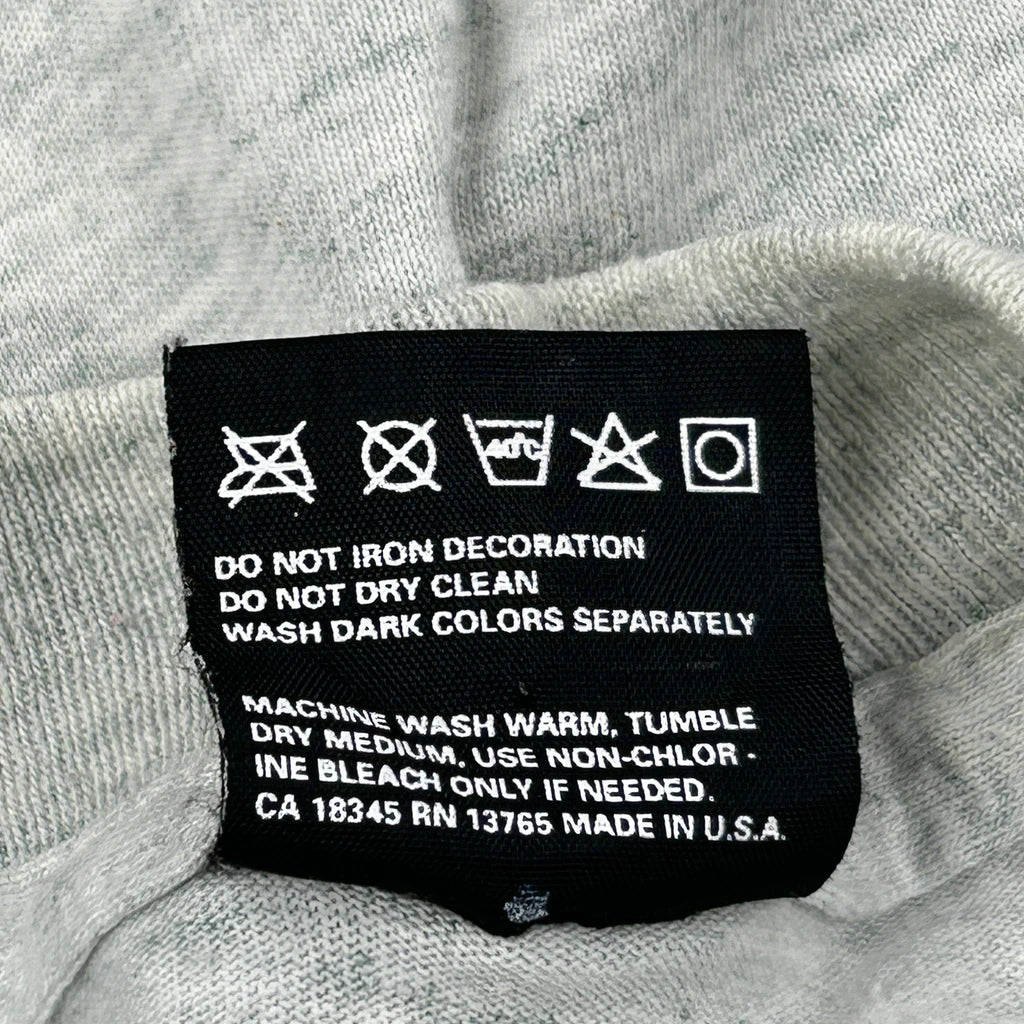 40°C
DO NOT IRON DECORATION
DO NOT DRY CLEAN
WASH DARK COLORS SEPARATELY
MACHINE WASH WARM, TUMBLE
DRY MEDIUM. USE NON-CHLOR -
INE BLEACH ONLY IF NEEDED.
CA 18345 RN 13765 MADE IN U.S.A.